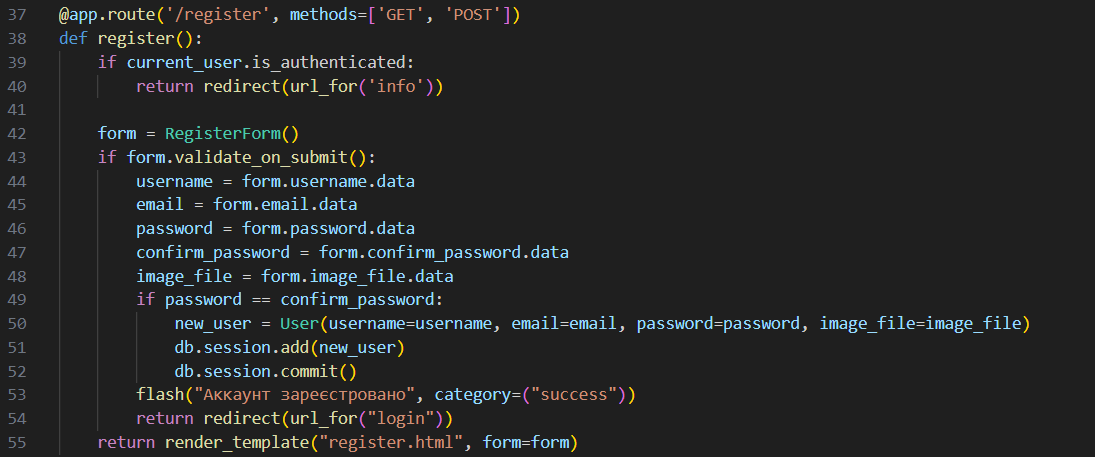 37 @app.route('/register', methods=['GET', 'POST'])
38 def register():
39     if current_user.is_authenticated:
40         return redirect(url_for('info'))
41
42     form = RegisterForm()
43     if form.validate_on_submit():
44         username = form.username.data
45         email = form.email.data
46         password = form.password.data
47         confirm_password = form.confirm_password.data
48         image_file = form.image_file.data
49         if password == confirm_password:
50             new_user = User(username=username, email=email, password=password, image_file=image_file)
51             db.session.add(new_user)
52             db.session.commit()
53         flash("Аккаунт зареєстровано", category=("success"))
54         return redirect(url_for("login"))
55     return render_template("register.html", form=form)